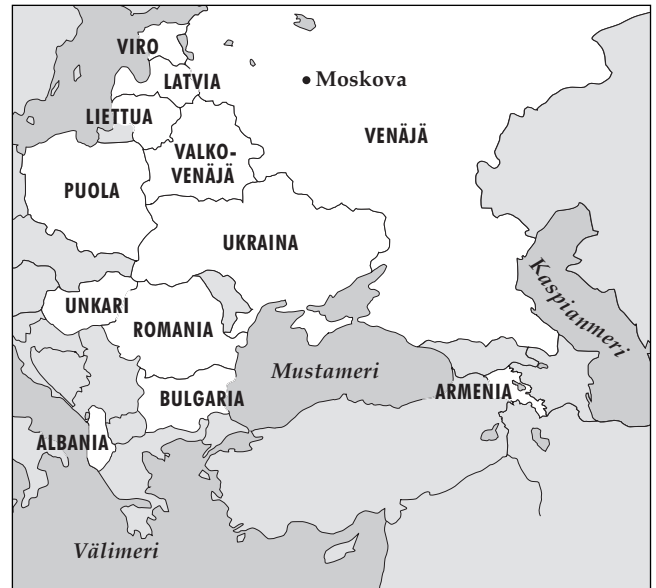 VIRO
LATVIA
Moskova
LIETTUA
VENÄJÄ
VALKO-
VENÄJÄ
PUOLA
UKRAINA
Kaspianmeri
UNKARI
ROMANIA
Mustameri
ARMENIA
BULGARIA
ALBANIA
Välimeri